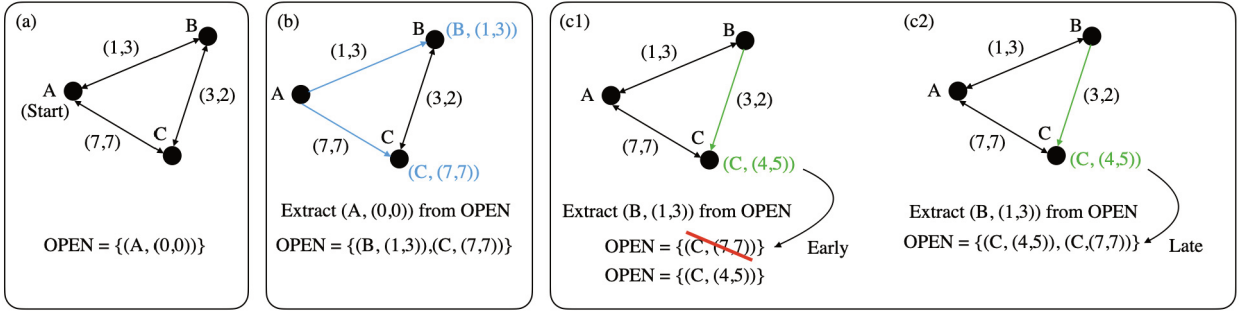 (a)
B
(1,3)
A
(Start)
(3,2)
C
(7,7)
OPEN = {(A, (0,0))}
(b)
B (B, (1,3))
(1,3)
A
(3,2)
C
(7,7)
(C, (7,7))
Extract (A, (0,0)) from OPEN
OPEN = {(B, (1,3)),(C, (7,7))}
(c1)
B
(1,3)
A
(3,2)
C
(7,7)
(C, (4,5))
Extract (B, (1,3)) from OPEN
OPEN = {(C, (7,7))}
Early
OPEN = {(C, (4,5))}
(c2)
B
(1,3)
A
(3,2)
C
(7,7)
(C, (4,5))
Extract (B, (1,3)) from OPEN
OPEN = {(C, (4,5)), (C,(7,7))}
Late